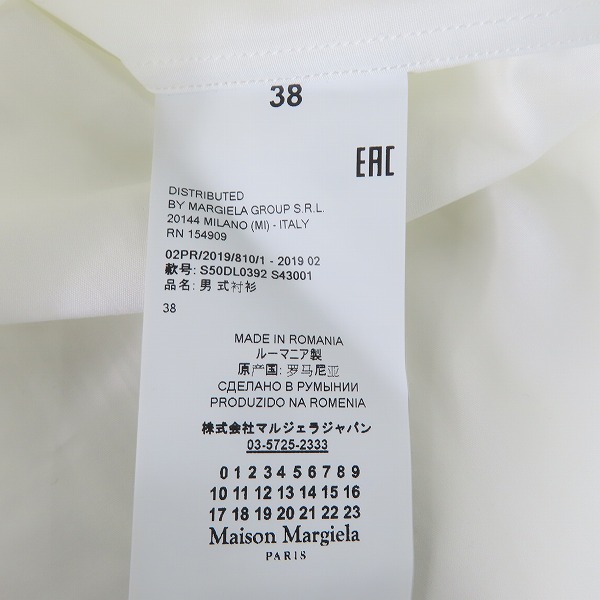 38
EAC
DISTRIBUTED
BY MARGIELA GROUP S.R.L.
20144 MILANO (MI) - ITALY
RN 154909
02PR/2019/810/1 - 2019 02
款号: S50DL0392 S43001
品名: 男 式衬衫
38
MADE IN ROMANIA
ルーマニア製
原产国: 罗马尼亚
СДЕЛАНО В РУМЫНИИ
PRODUZIDO NA ROMENIA
株式会社マルジェラジャパン
03-5725-2333
0 1 2 3 4 5 6 7 8 9
10 11 12 13 14 15 16
17 18 19 20 21 22 23
Maison Margiela
PARIS